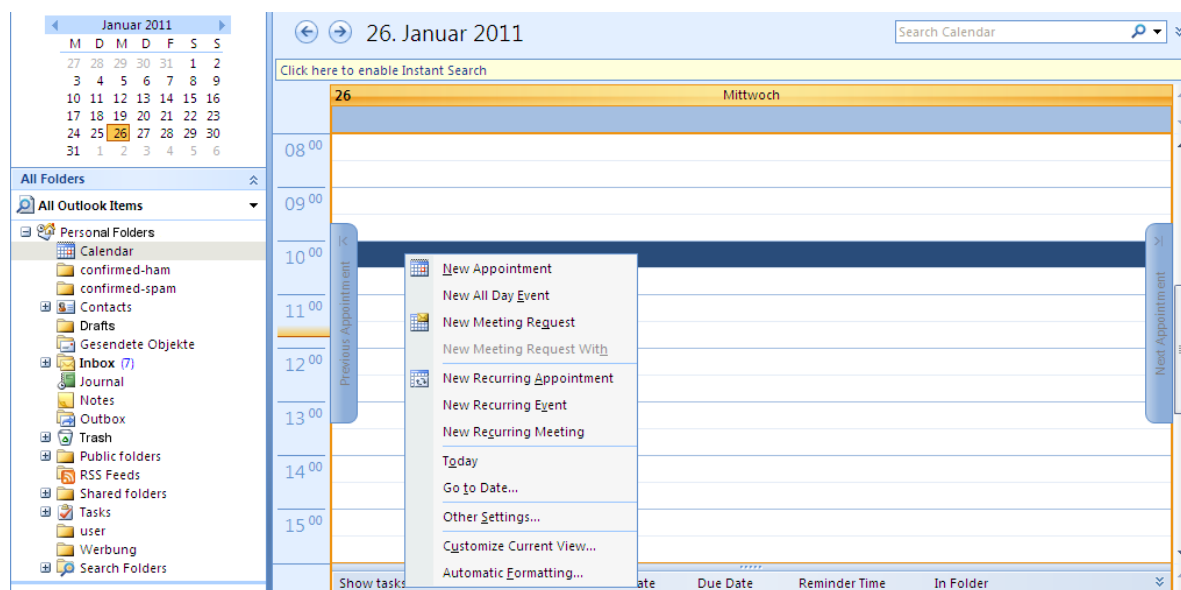 Januar 2011
M D M D F S S
27 28 29 30 31 1 2
3 4 5 6 7 8 9
10 11 12 13 14 15 16
17 18 19 20 21 22 23
24 25 26 27 28 29 30
31 1 2 3 4 5 6
All Folders
All Outlook Items
Personal Folders
Calendar
confirmed-ham
confirmed-spam
Contacts
Drafts
Gesendete Objekte
Inbox (7)
Journal
Notes
Outbox
Trash
Public folders
RSS Feeds
Shared folders
Tasks
user
Werbung
Search Folders
26. Januar 2011
Search Calendar
Click here to enable Instant Search
26 Mittwoch
08 00
09 00
10 00
11 00
12 00
13 00
14 00
15 00
Previous Appointment
New Appointment
New All Day Event
New Meeting Request
New Meeting Request With
New Recurring Appointment
New Recurring Event
New Recurring Meeting
Today
Go to Date...
Other Settings...
Customize Current View...
Automatic Formatting...
Next Appointment
Show tasks ate Due Date Reminder Time In Folder